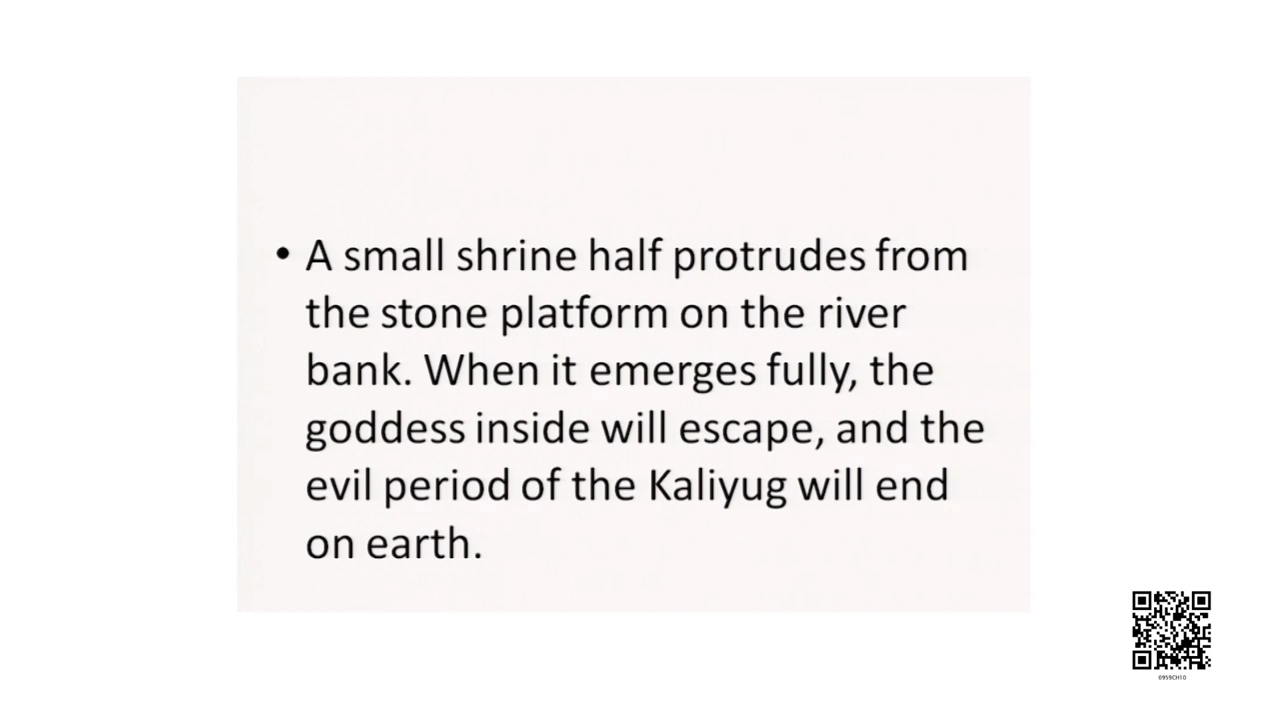 • A small shrine half protrudes from
the stone platform on the river
bank. When it emerges fully, the
goddess inside will escape, and the
evil period of the Kaliyug will end
on earth.
0959CH10